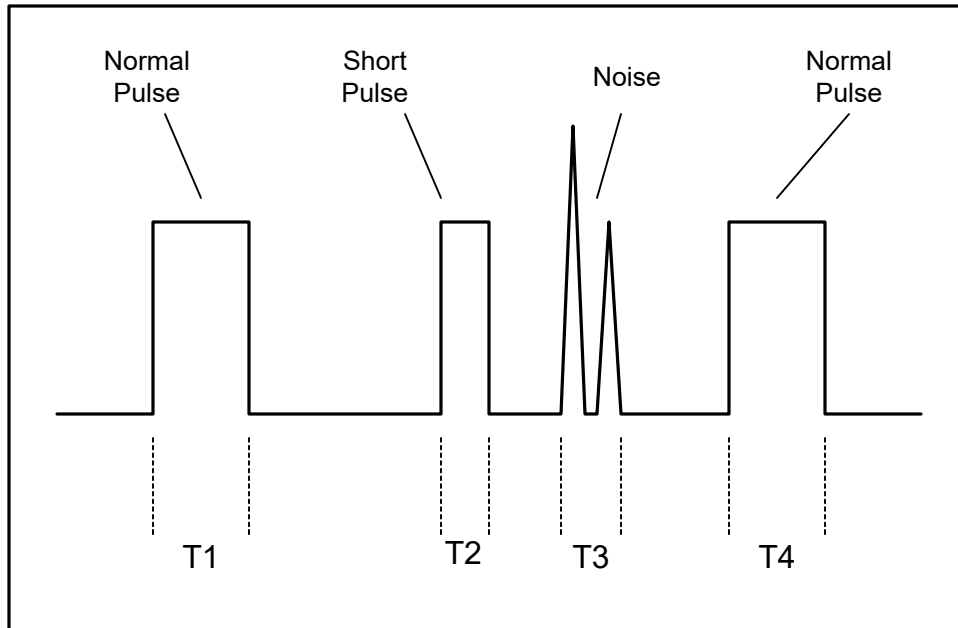 Normal
Pulse
Short
Pulse
Noise
Normal
Pulse
T1
T2
T3
T4